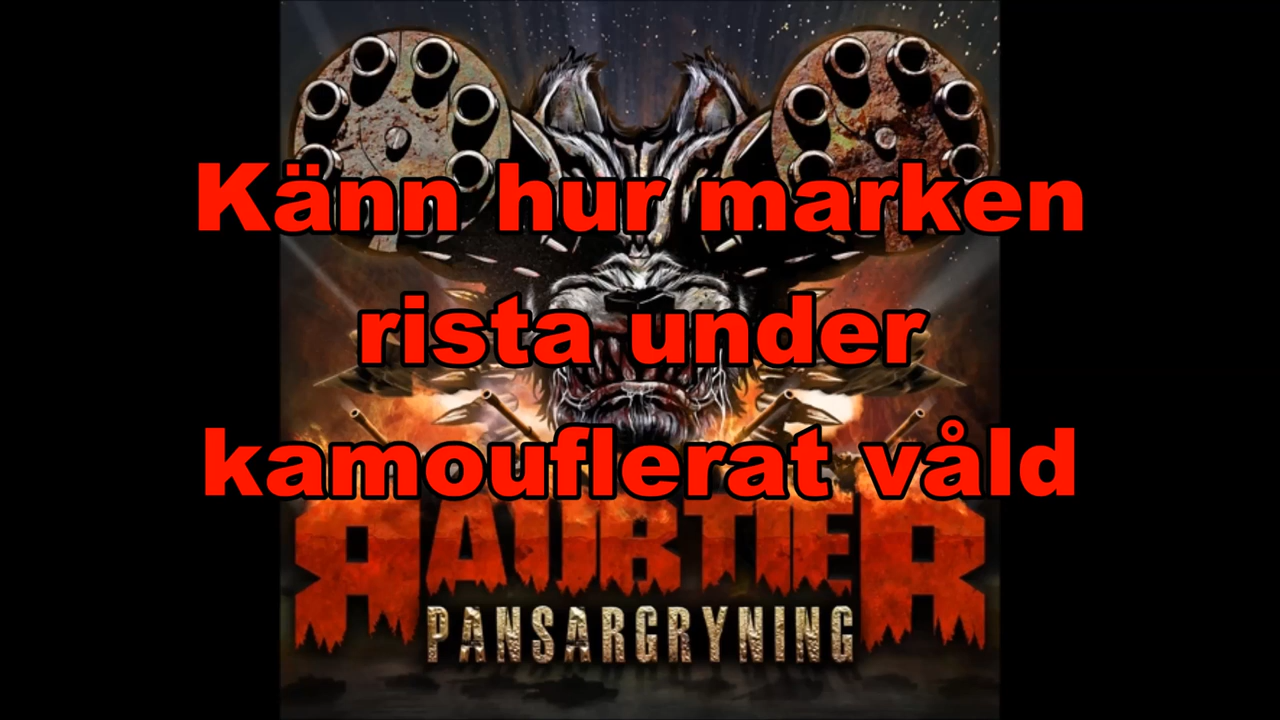 Känn hur marken
rista under
kamouflerat våld
RAUBTIER
PANSARGRYNING